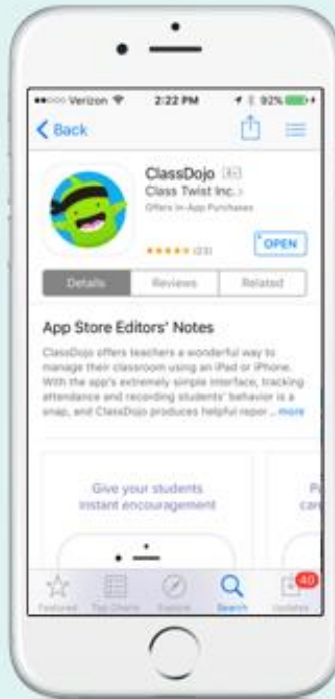 Verizon 2:22 PM 92%
Back
ClassDojo 4+
Class Twist Inc.
Offers In-App Purchases
(23) OPEN
Details Reviews Related
App Store Editors' Notes
ClassDojo offers teachers a wonderful way to
manage their classroom using an iPad or iPhone.
With the app's extremely simple interface, tracking
attendance and recording students' behavior is a
snap, and ClassDojo produces helpful repor... more
Give your students
instant encouragement
40
Featured Top Charts Explore Search Updates